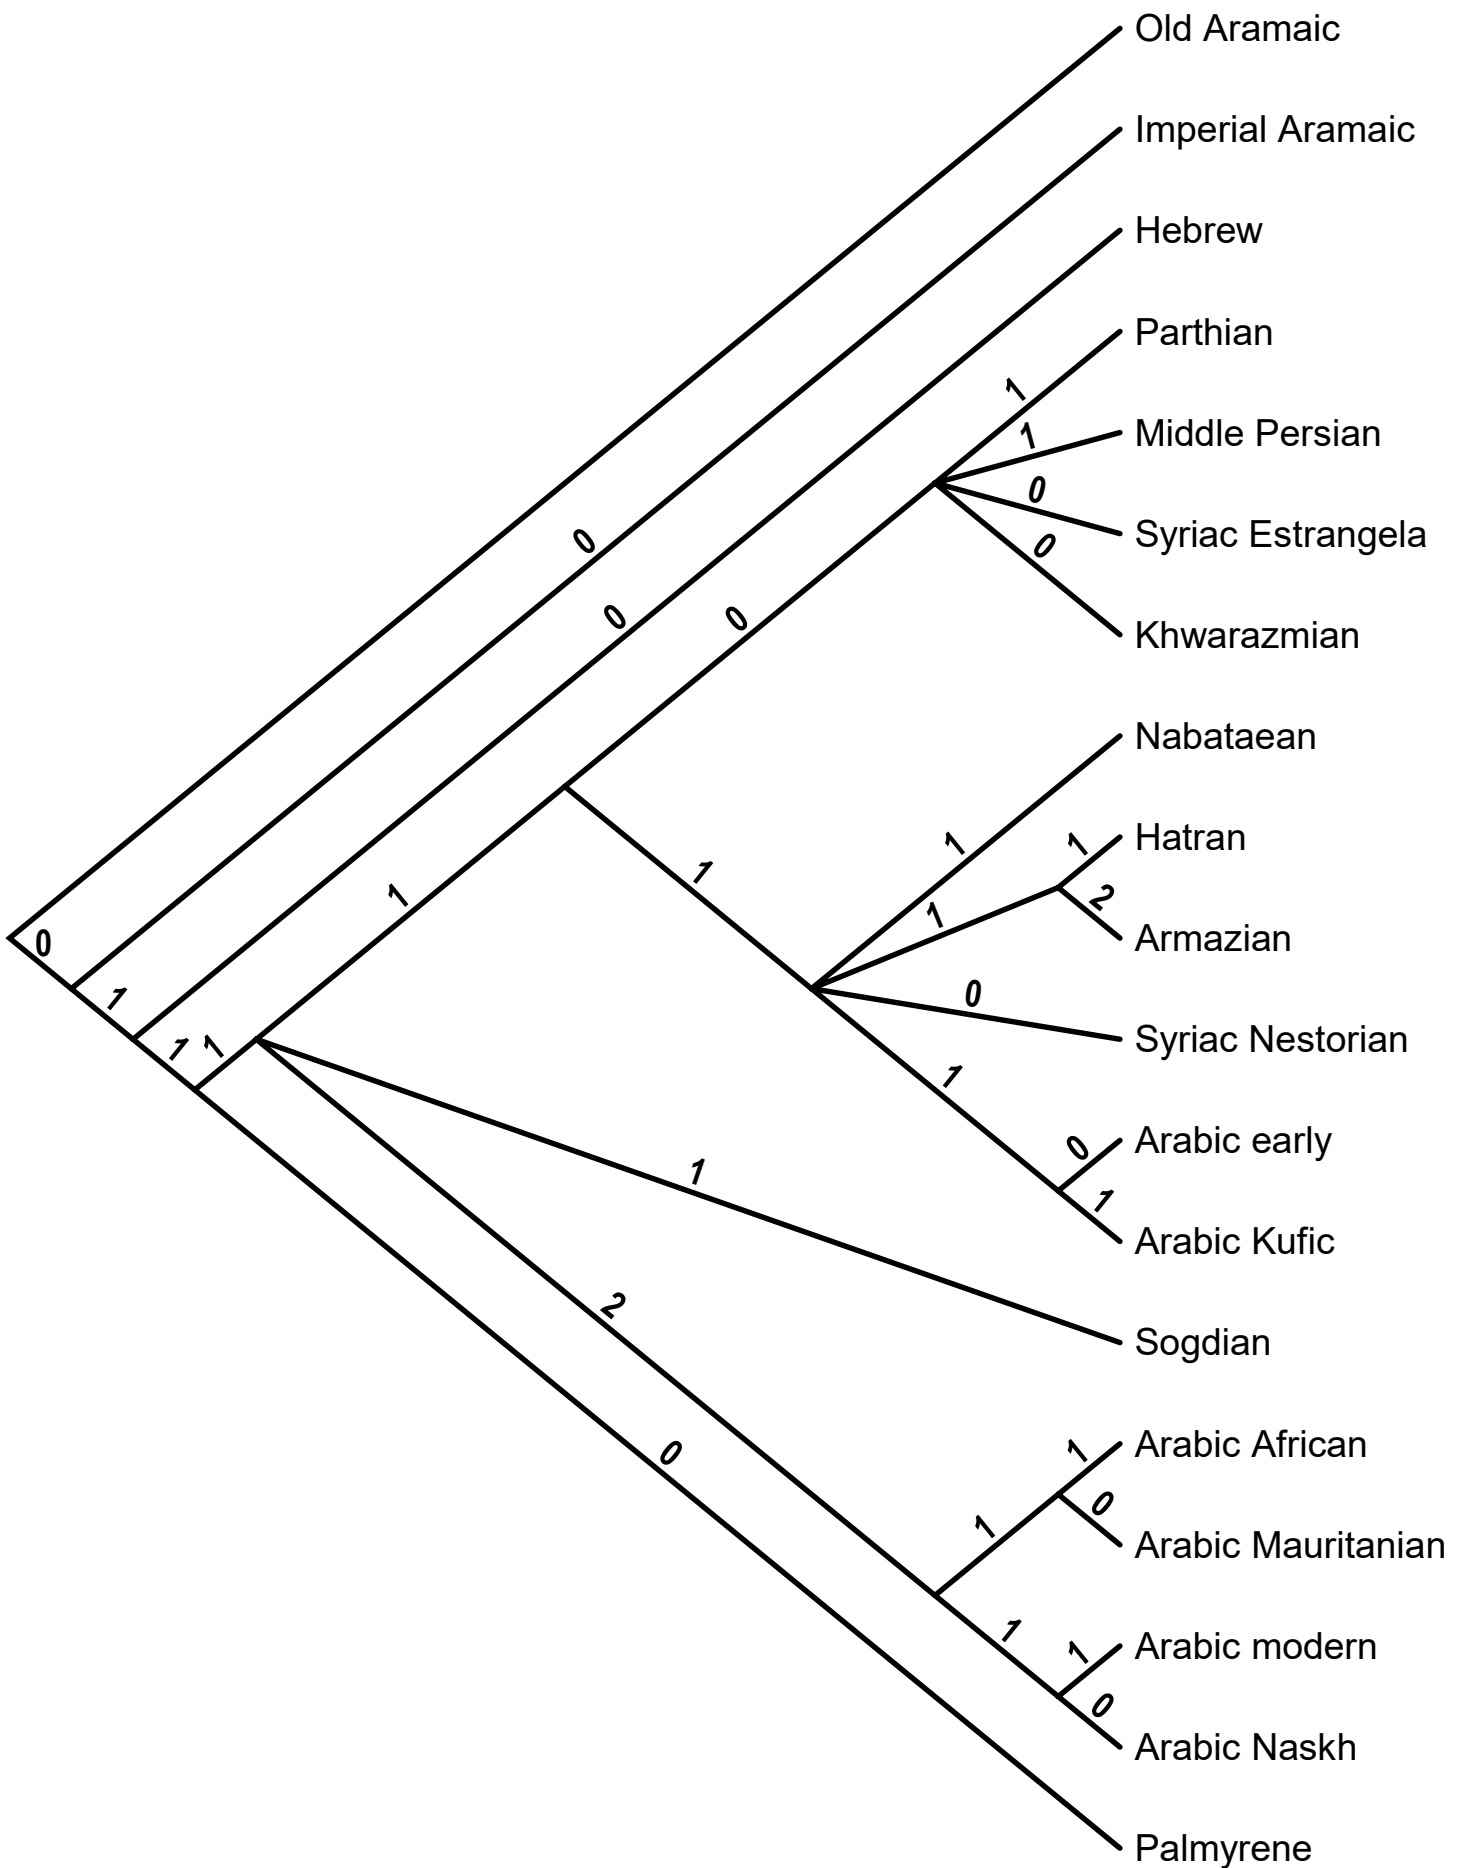 Old Aramaic
Imperial Aramaic
Hebrew
Parthian
1
Middle Persian
1
0
Syriac Estrangela
0
0
Khwarazmian
0
0
Nabataean
Hatran
1
1
1
1
2
1
Armazian
0
0
1
Syriac Nestorian
1
1
1
Arabic early
0
1
1
Arabic Kufic
2
Sogdian
Arabic African
1
0
0
1
Arabic Mauritanian
1
Arabic modern
1
0
Arabic Naskh
Palmyrene